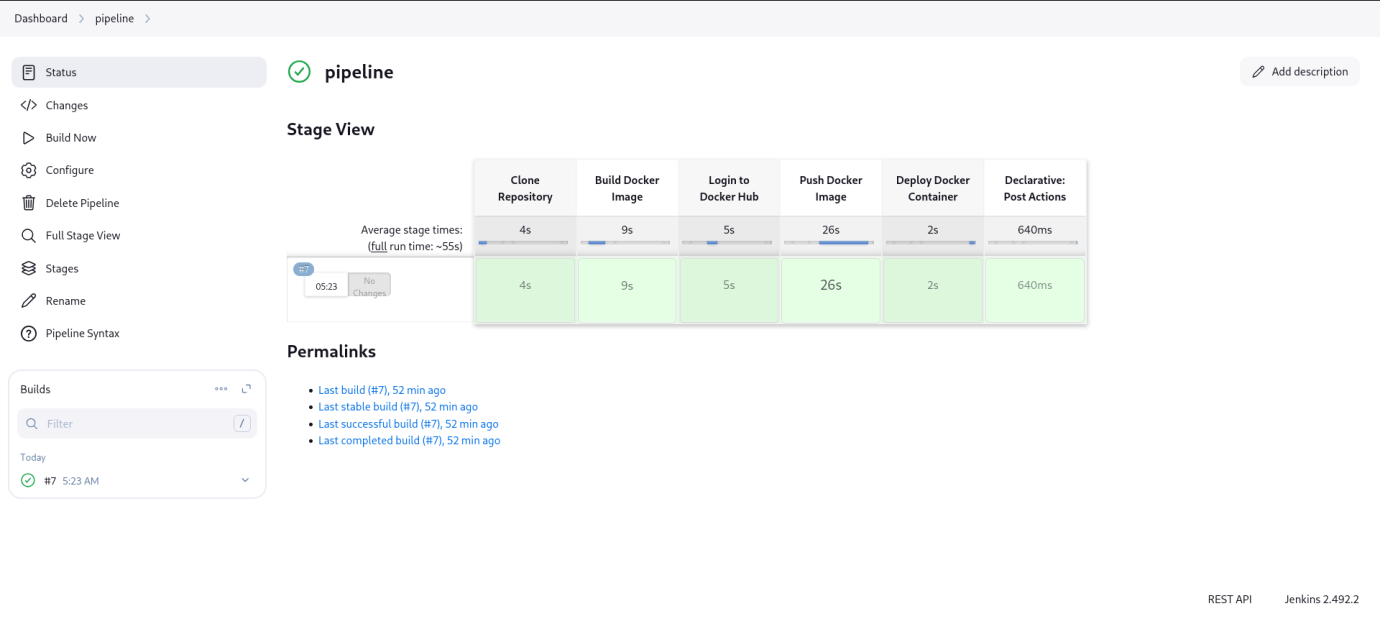 Dashboard > pipeline >
Status
Changes
Build Now
Configure
Delete Pipeline
Full Stage View
Stages
Rename
Pipeline Syntax
Builds
Filter /
Today
#7 5:23 AM
pipeline
Add description
Stage View
Clone Repository
Build Docker Image
Login to Docker Hub
Push Docker Image
Deploy Docker Container
Declarative: Post Actions
Average stage times:
(full run time: ~55s)
4s 9s 5s 26s 2s 640ms
#7
05:23 No Changes
4s 9s 5s 26s 2s 640ms
Permalinks
• Last build (#7), 52 min ago
• Last stable build (#7), 52 min ago
• Last successful build (#7), 52 min ago
• Last completed build (#7), 52 min ago
REST API Jenkins 2.492.2